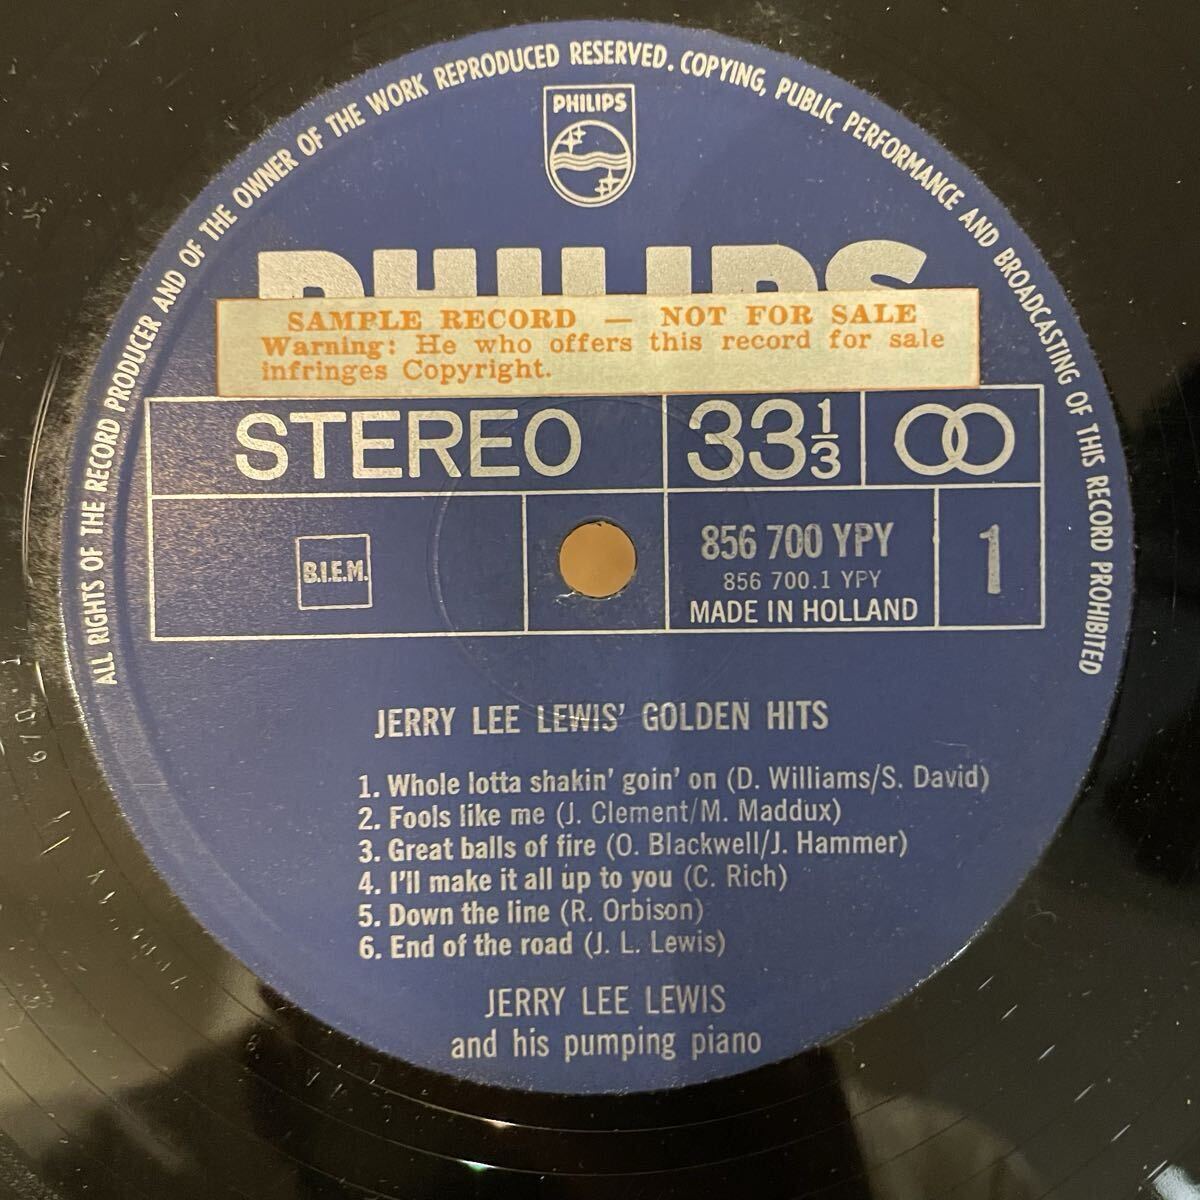 ALL RIGHTS OF THE RECORD PRODUCER AND OF THE OWNER OF THE WORK REPRODUCED RESERVED. COPYING, PUBLIC PERFORMANCE AND BROADCASTING OF THIS RECORD PROHIBITED
PHILIPS
PHILIPS
SAMPLE RECORD — NOT FOR SALE
Warning: He who offers this record for sale
infringes Copyright.
STEREO
33 1/3
B.I.E.M.
856 700 YPY
856 700.1 YPY
MADE IN HOLLAND
1
JERRY LEE LEWIS' GOLDEN HITS
1. Whole lotta shakin' goin' on (D. Williams/S. David)
2. Fools like me (J. Clement/M. Maddux)
3. Great balls of fire (O. Blackwell/J. Hammer)
4. I'll make it all up to you (C. Rich)
5. Down the line (R. Orbison)
6. End of the road (J. L. Lewis)
JERRY LEE LEWIS
and his pumping piano